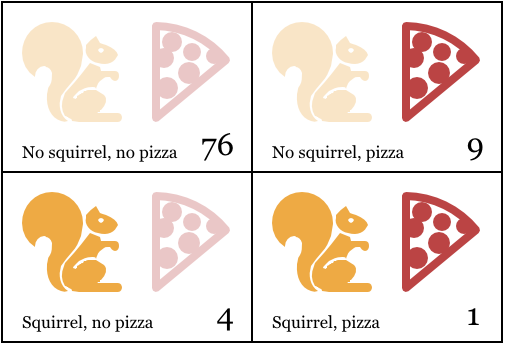 No squirrel, no pizza 76
No squirrel, pizza 9
Squirrel, no pizza 4
Squirrel, pizza 1